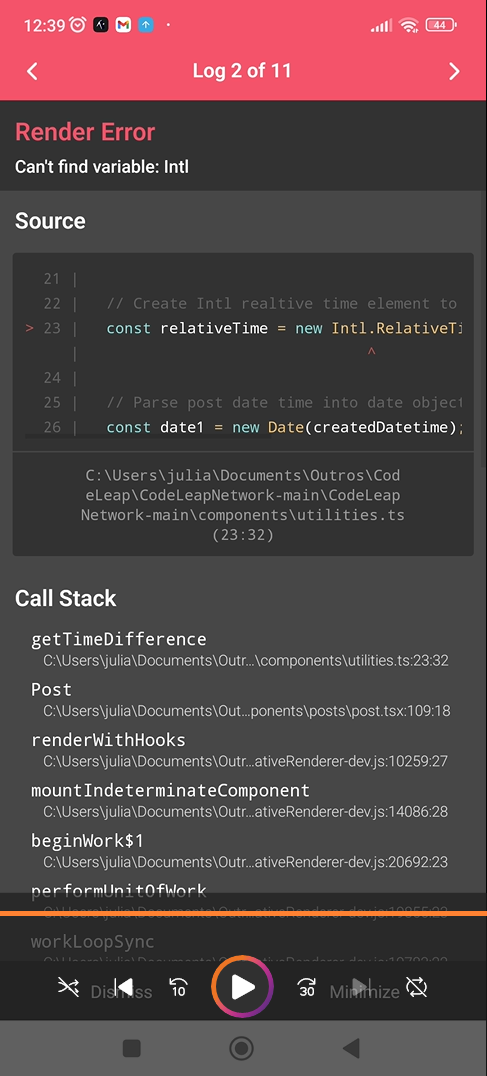 12:39
44
Log 2 of 11
Render Error
Can't find variable: Intl
Source
21 |
22 | // Create Intl realtive time element to
> 23 | const relativeTime = new Intl.RelativeTi
| ^
24 |
25 | // Parse post date time into date object
26 | const date1 = new Date(createdDatetime);
C:\Users\julia\Documents\Outros\Cod
eLeap\CodeLeapNetwork-main\CodeLeap
Network-main\components\utilities.ts
(23:32)
Call Stack
getTimeDifference
C:\Users\julia\Documents\Outr...\components\utilities.ts:23:32
Post
C:\Users\julia\Documents\Out...ponents\posts\post.tsx:109:18
renderWithHooks
C:\Users\julia\Documents\Outr...ativeRenderer-dev.js:10259:27
mountIndeterminateComponent
C:\Users\julia\Documents\Outr...ativeRenderer-dev.js:14086:28
beginWork$1
C:\Users\julia\Documents\Outr...ativeRenderer-dev.js:20692:23
performUnitOfWork
workLoopSync
Dismiss 10 30 Minimize